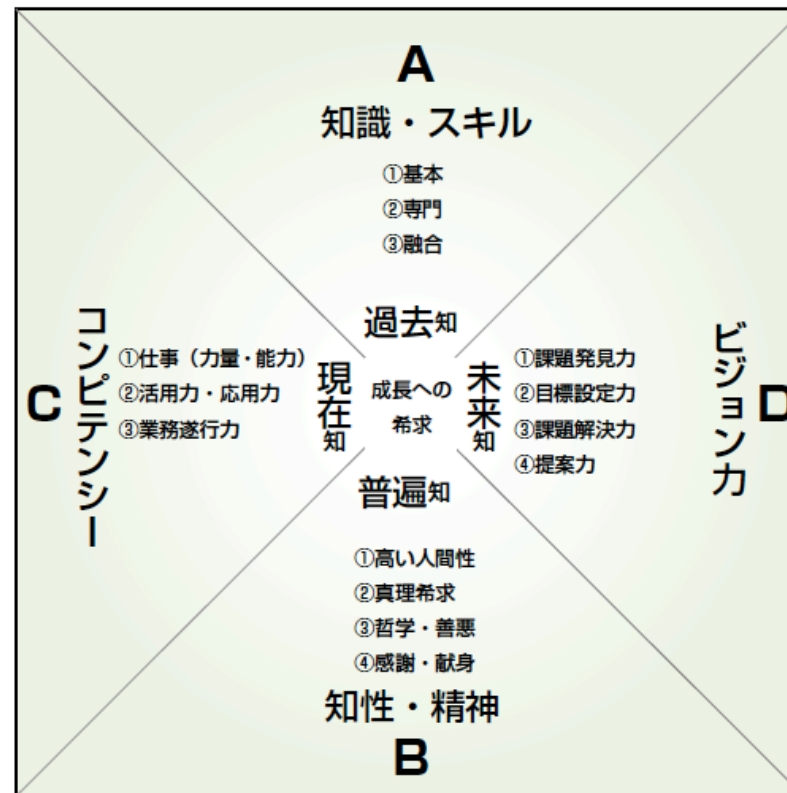 A
知識・スキル
①基本
②専門
③融合
過去知
C
コンピテンシー
①仕事（力量・能力）
②活用力・応用力
③業務遂行力
現在知
成長への
希求
未来知
①課題発見力
②目標設定力
③課題解決力
④提案力
ビジョン力
D
普遍知
①高い人間性
②真理希求
③哲学・善悪
④感謝・献身
知性・精神
B